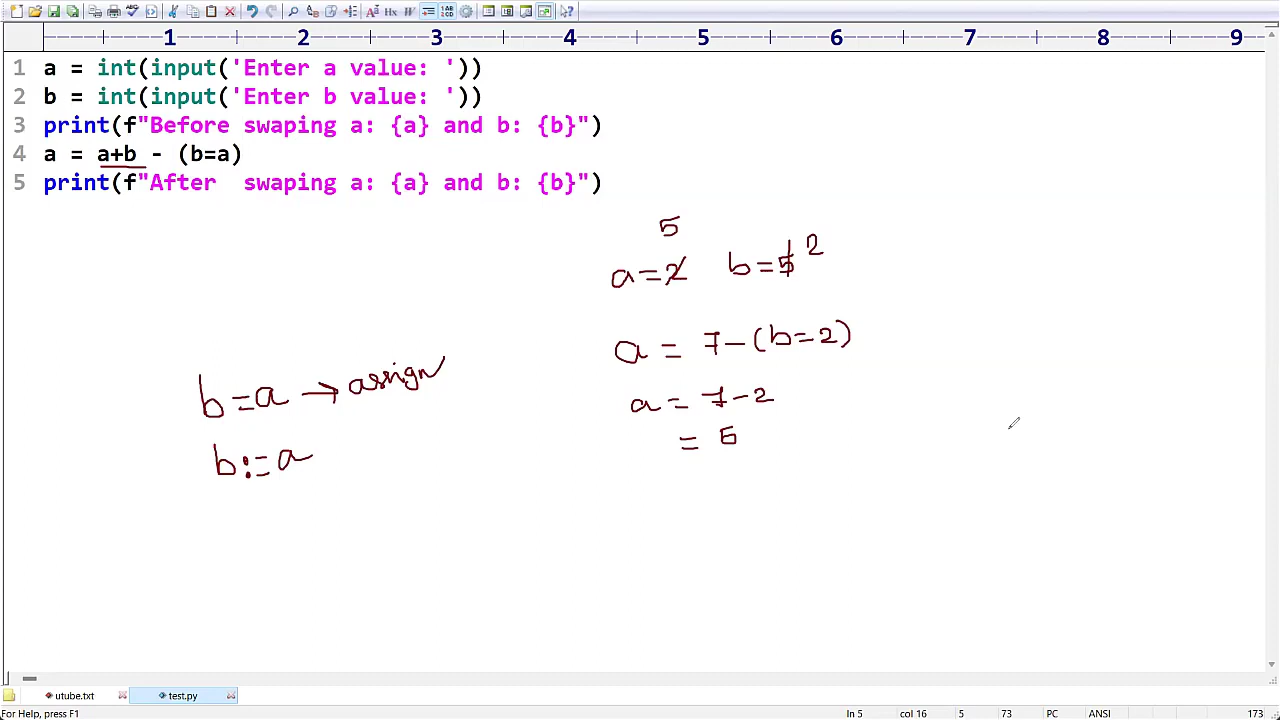 1 2 3 4 5 6 7 8 9
1 a = int(input('Enter a value: '))
2 b = int(input('Enter b value: '))
3 print(f"Before swaping a: {a} and b: {b}")
4 a = a+b - (b=a)
5 print(f"After  swaping a: {a} and b: {b}")
5
a=2 b=5 2
a = 7-(b=2)
b=a → assign
a = 7-2
= 5
b:=a
utube.txt test.py
For Help, press F1 ln 5 col 16 5 73 PC ANSI 173